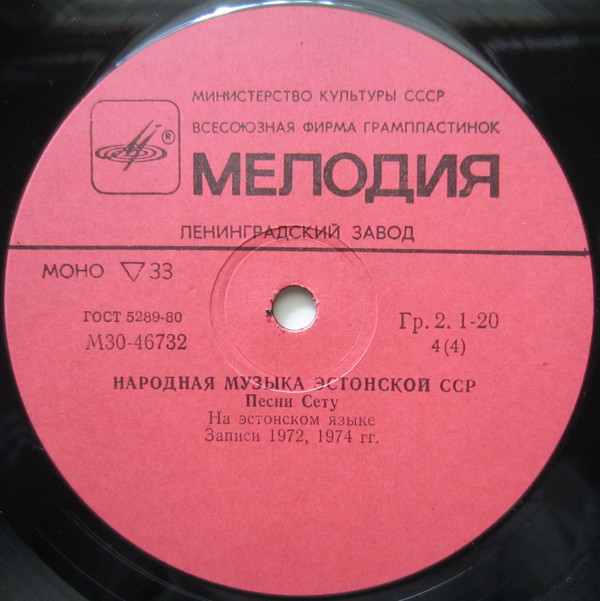 МИНИСТЕРСТВО КУЛЬТУРЫ СССР
ВСЕСОЮЗНАЯ ФИРМА ГРАМПЛАСТИНОК
®
МЕЛОДИЯ
ЛЕНИНГРАДСКИЙ ЗАВОД
МОНО ▽ 33
ГОСТ 5289-80
М30-46732
Гр. 2. 1-20
4 (4)
НАРОДНАЯ МУЗЫКА ЭСТОНСКОЙ ССР
Песни Сету
На эстонском языке
Записи 1972, 1974 гг.